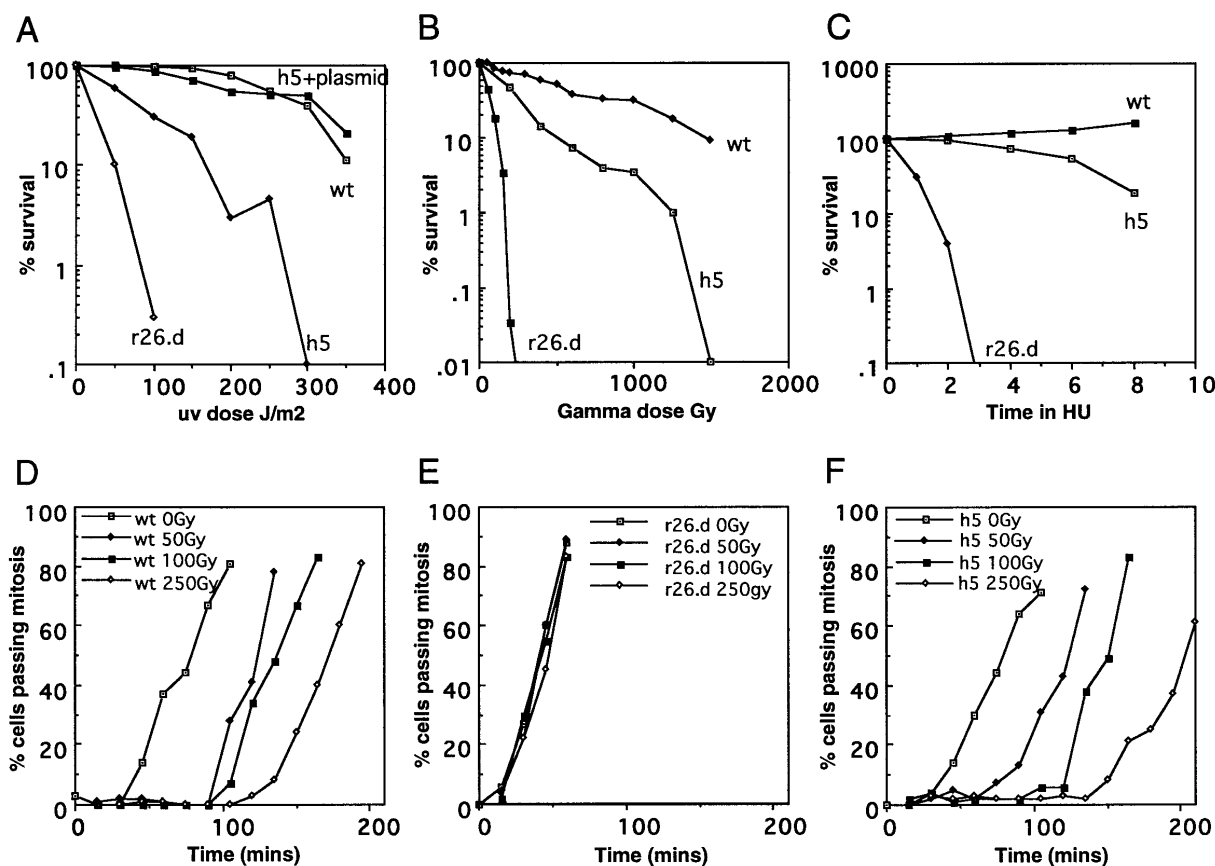 A
100
10
1
.1
0 100 200 300 400
% survival
uv dose J/m2
h5+plasmid
wt
r26.d
h5
B
100
10
1
.1
.01
0 1000 2000
% survival
Gamma dose Gy
wt
h5
r26.d
C
1000
100
10
1
.1
0 2 4 6 8 10
% survival
Time in HU
wt
h5
r26.d
D
100
80
60
40
20
0
0 100 200
% cells passing mitosis
Time (mins)
wt 0Gy
wt 50Gy
wt 100Gy
wt 250Gy
E
100
80
60
40
20
0
0 100 200
% cells passing mitosis
Time (mins)
r26.d 0Gy
r26.d 50Gy
r26.d 100Gy
r26.d 250gy
F
100
80
60
40
20
0
0 100 200
% cells passing mitosis
Time (mins)
h5 0Gy
h5 50Gy
h5 100Gy
h5 250Gy